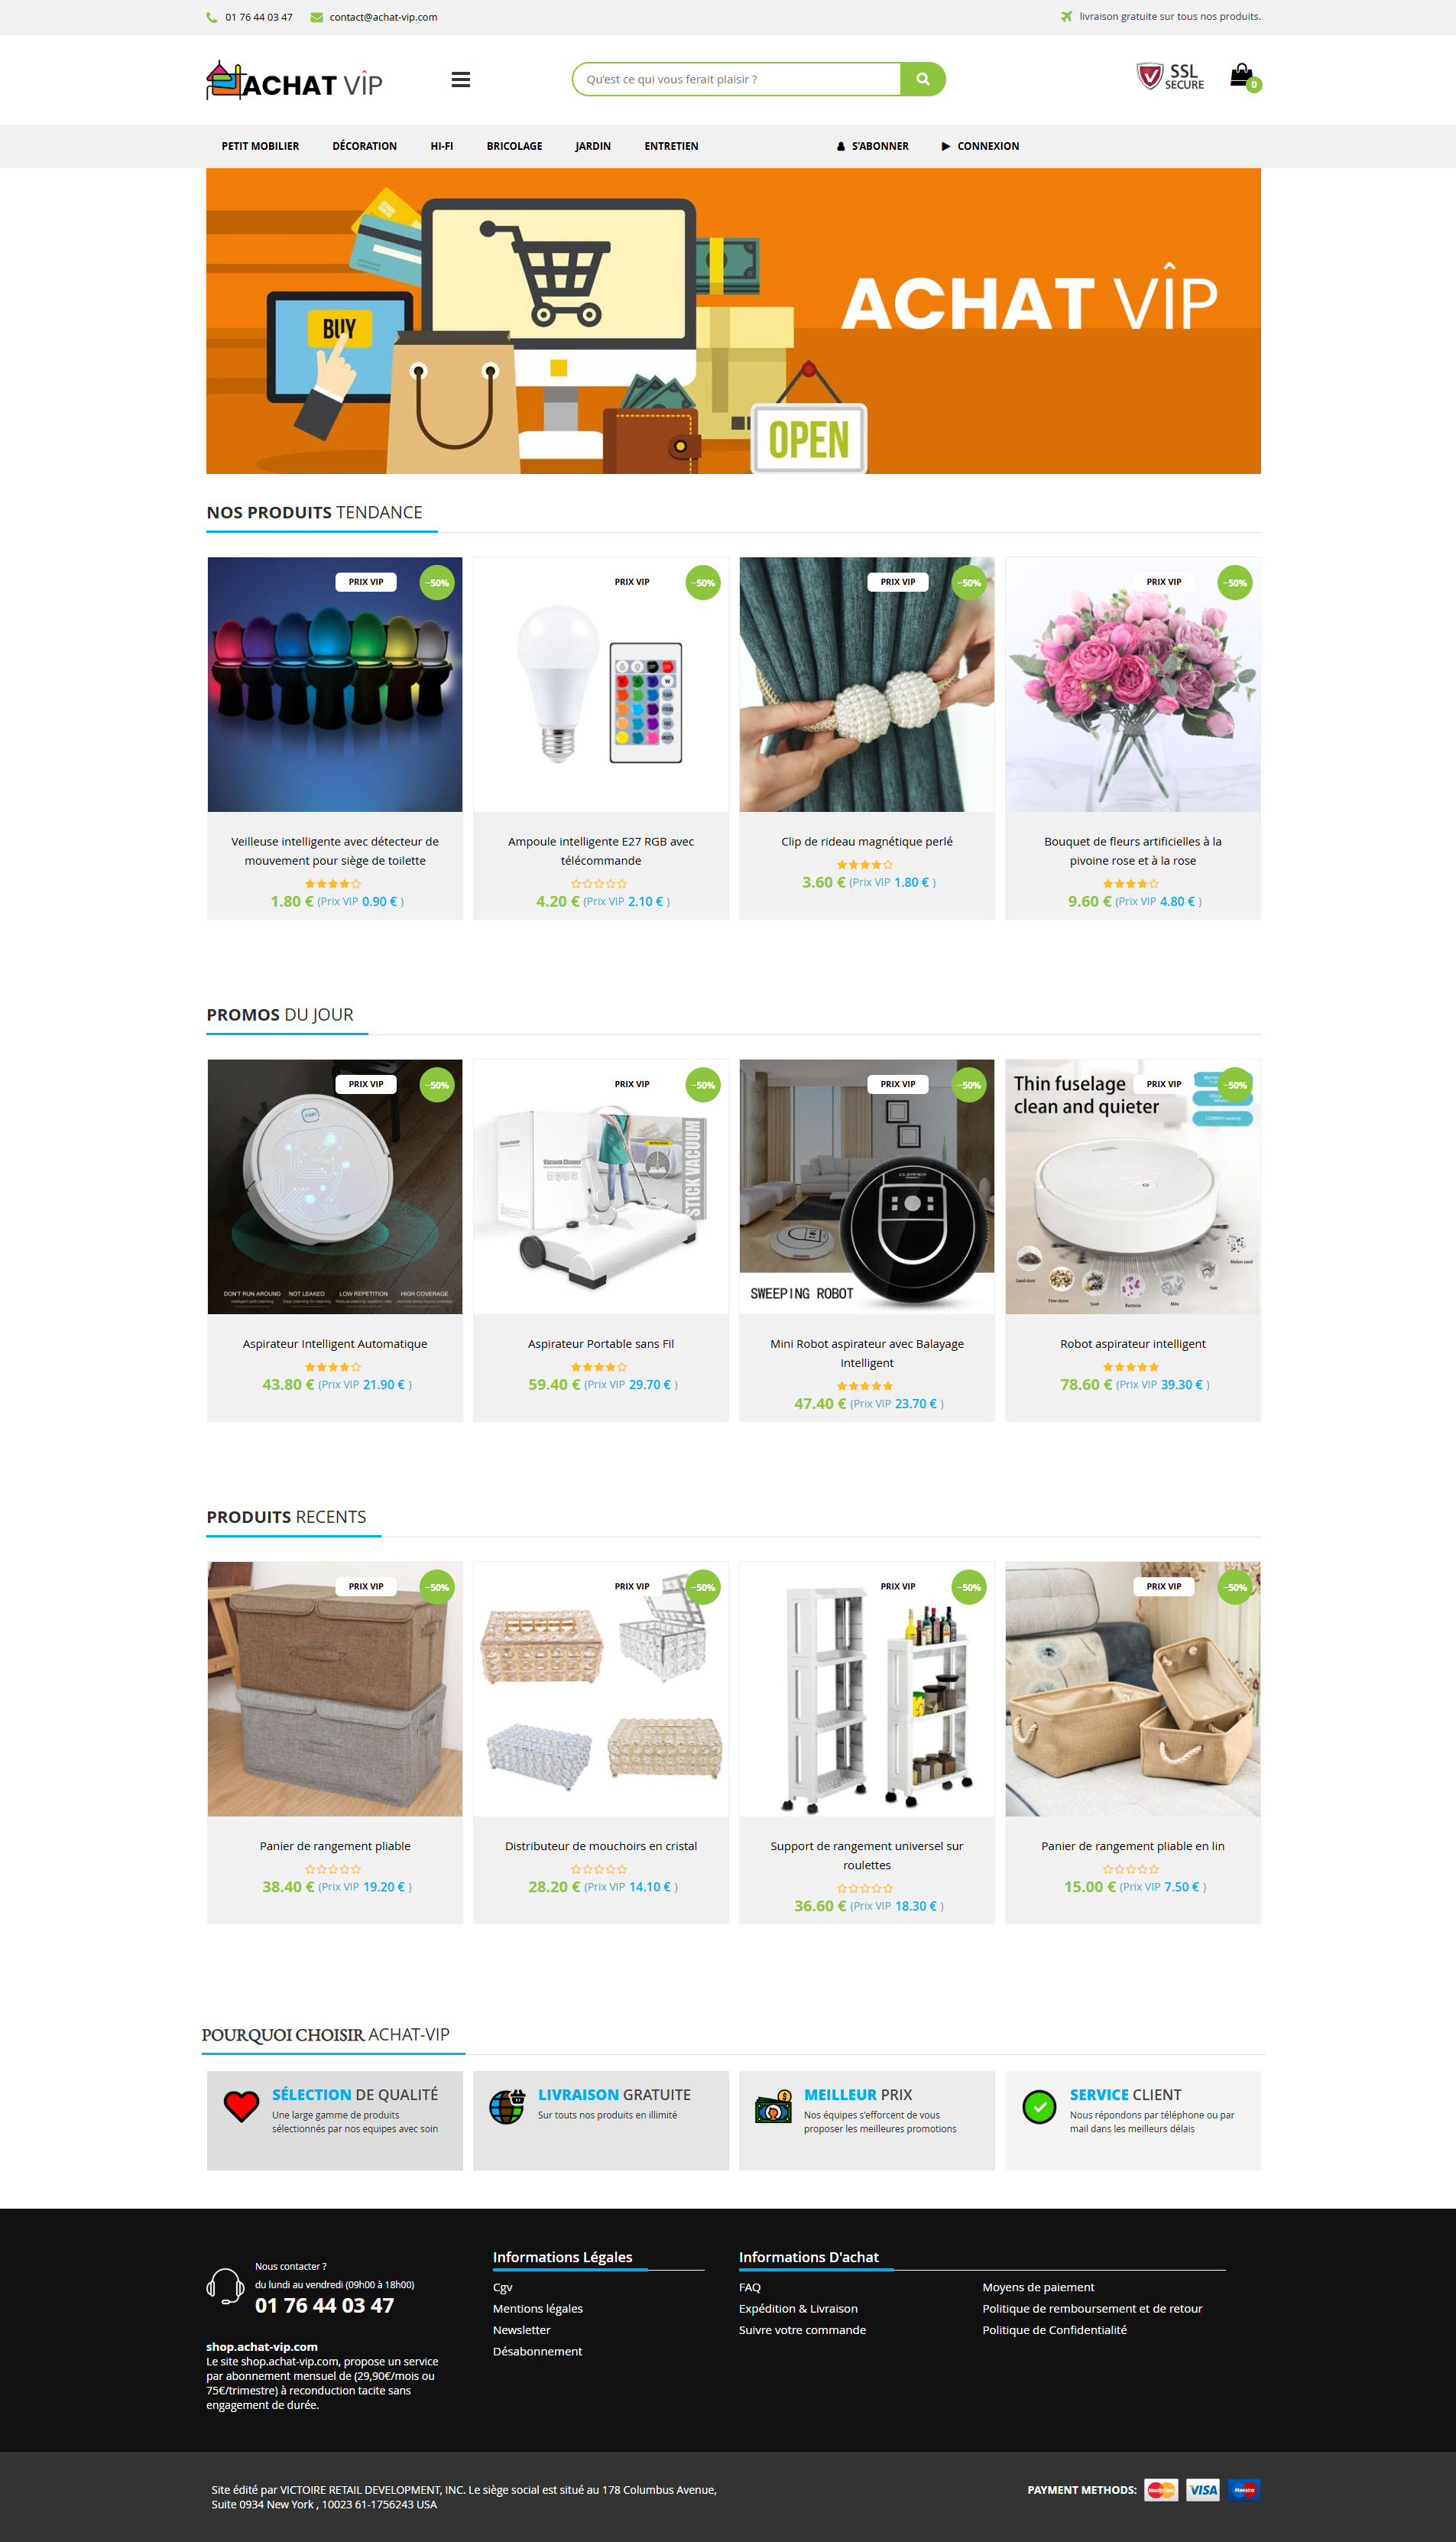 01 76 44 03 47
contact@achat-vip.com
livraison gratuite sur tous nos produits.
ACHAT VÎP
Qu'est ce qui vous ferait plaisir ?
SSL
SECURE
0
PETIT MOBILIER
DÉCORATION
HI-FI
BRICOLAGE
JARDIN
ENTRETIEN
S'ABONNER
CONNEXION
BUY
ACHAT VÎP
OPEN
NOS PRODUITS TENDANCE
PRIX VIP
-50%
PRIX VIP
-50%
PRIX VIP
-50%
PRIX VIP
-50%
Veilleuse intelligente avec détecteur de
mouvement pour siège de toilette
1.80 € (Prix VIP 0.90 € )
Ampoule intelligente E27 RGB avec
télécommande
4.20 € (Prix VIP 2.10 € )
Clip de rideau magnétique perlé
3.60 € (Prix VIP 1.80 € )
Bouquet de fleurs artificielles à la
pivoine rose et à la rose
9.60 € (Prix VIP 4.80 € )
PROMOS DU JOUR
PRIX VIP
-50%
DON'T RUN AROUND NOT LEAKED LOW REPETITION HIGH COVERAGE
PRIX VIP
-50%
Vacuum Cleaner
STICK VACUUM
PRIX VIP
-50%
SWEEPING ROBOT
Thin fuselage
clean and quieter
PRIX VIP
-50%
Aspirateur Intelligent Automatique
43.80 € (Prix VIP 21.90 € )
Aspirateur Portable sans Fil
59.40 € (Prix VIP 29.70 € )
Mini Robot aspirateur avec Balayage
Intelligent
47.40 € (Prix VIP 23.70 € )
Robot aspirateur intelligent
78.60 € (Prix VIP 39.30 € )
PRODUITS RECENTS
PRIX VIP
-50%
PRIX VIP
-50%
PRIX VIP
-50%
PRIX VIP
-50%
Panier de rangement pliable
38.40 € (Prix VIP 19.20 € )
Distributeur de mouchoirs en cristal
28.20 € (Prix VIP 14.10 € )
Support de rangement universel sur
roulettes
36.60 € (Prix VIP 18.30 € )
Panier de rangement pliable en lin
15.00 € (Prix VIP 7.50 € )
POURQUOI CHOISIR ACHAT-VIP
SÉLECTION DE QUALITÉ
Une large gamme de produits
sélectionnés par nos equipes avec soin
LIVRAISON GRATUITE
Sur touts nos produits en illimité
MEILLEUR PRIX
Nos équipes s'efforcent de vous
proposer les meilleures promotions
SERVICE CLIENT
Nous répondons par téléphone ou par
mail dans les meilleurs délais
Nous contacter ?
du lundi au vendredi (09h00 à 18h00)
01 76 44 03 47
shop.achat-vip.com
Le site shop.achat-vip.com, propose un service
par abonnement mensuel de (29,90€/mois ou
75€/trimestre) à reconduction tacite sans
engagement de durée.
Informations Légales
Cgv
Mentions légales
Newsletter
Désabonnement
Informations D'achat
FAQ
Expédition & Livraison
Suivre votre commande
Moyens de paiement
Politique de remboursement et de retour
Politique de Confidentialité
Site édité par VICTOIRE RETAIL DEVELOPMENT, INC. Le siège social est situé au 178 Columbus Avenue,
Suite 0934 New York , 10023 61-1756243 USA
PAYMENT METHODS:
MasterCard
VISA
Maestro